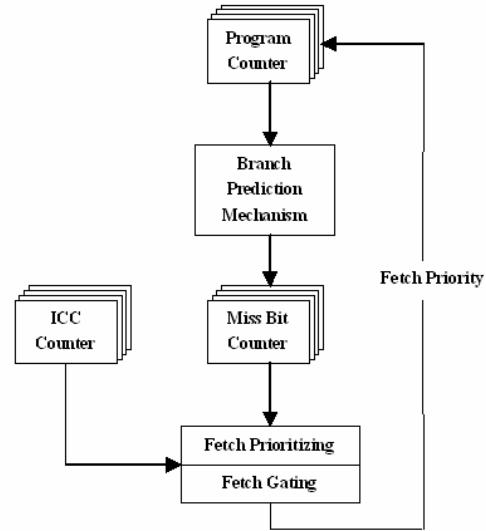 Program
Counter
Branch
Prediction
Mechanism
Fetch Priority
ICC
Counter
Miss Bit
Counter
Fetch Prioritizing
Fetch Gating